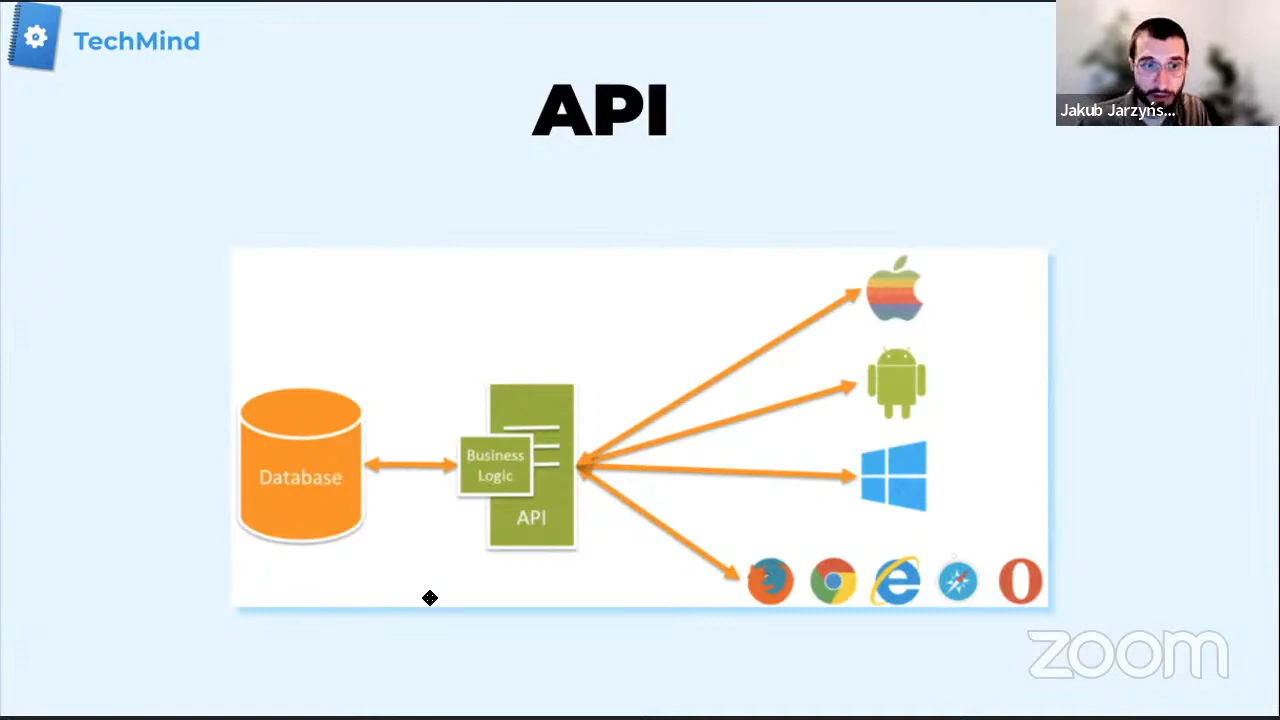 TechMind
API
Jakub Jarzyńs...
Database
Business
Logic
API
zoom